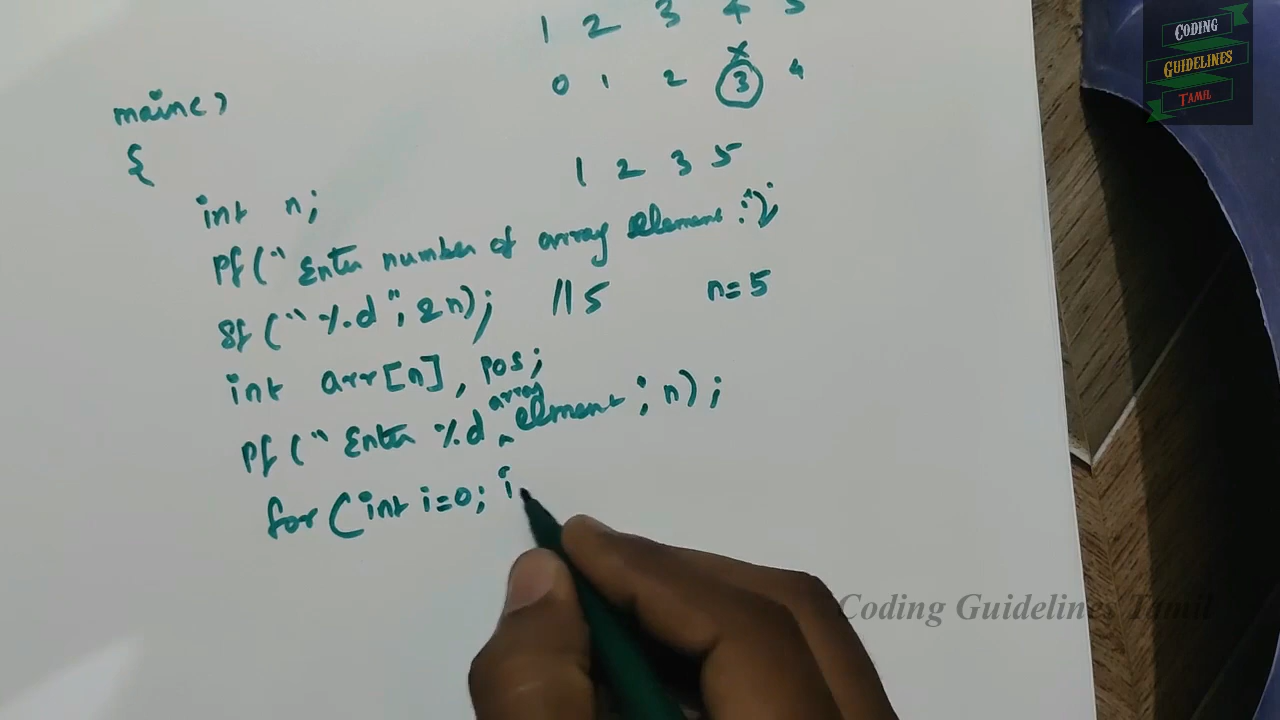 1 2 3 4 5
x
0 1 2 3 4
main()
{
1 2 3 5
int n;
Pf(" Enter number of array element :");
Sf (" %d", &n); // 5 n=5
int arr[n], pos;
Pf (" Enter %d array element ; n);
for (int i=0; i
CODING
GUIDELINES
TAMIL
Coding Guidelines Tamil